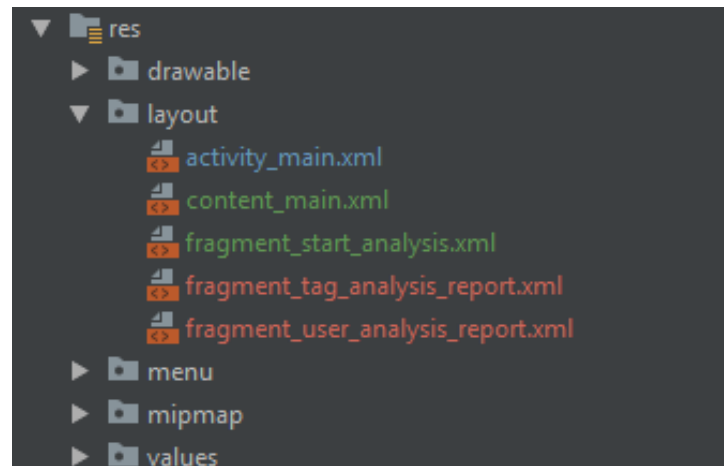 res
drawable
layout
activity_main.xml
content_main.xml
fragment_start_analysis.xml
fragment_tag_analysis_report.xml
fragment_user_analysis_report.xml
menu
mipmap
values